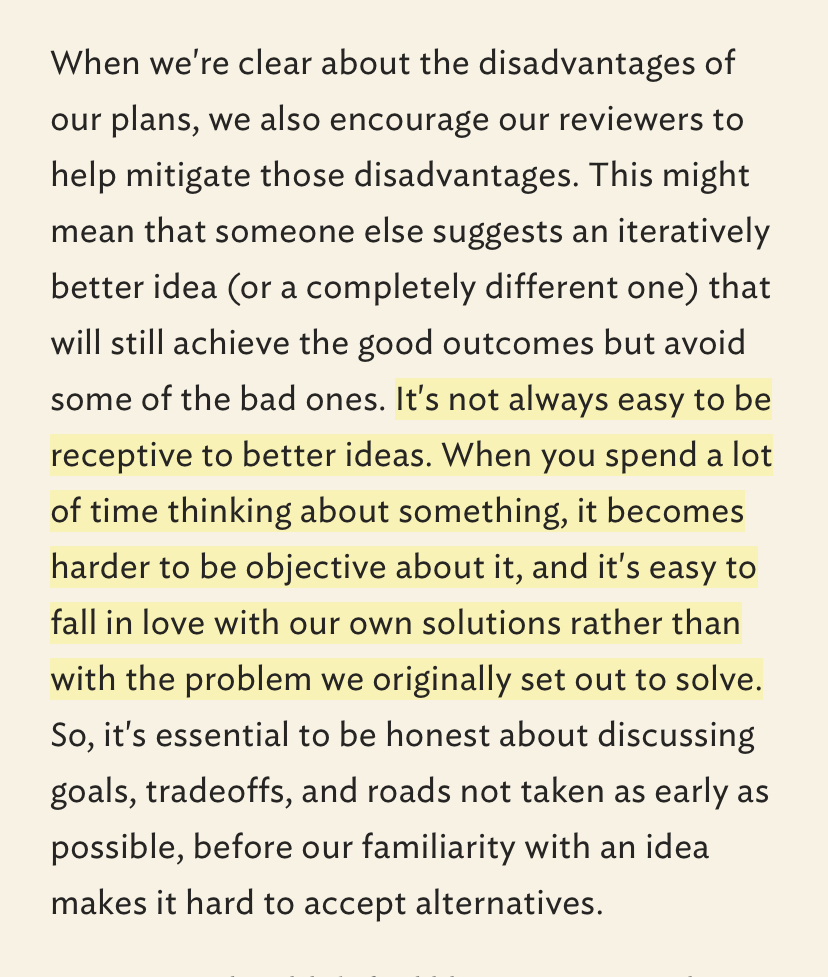 When we're clear about the disadvantages of
our plans, we also encourage our reviewers to
help mitigate those disadvantages. This might
mean that someone else suggests an iteratively
better idea (or a completely different one) that
will still achieve the good outcomes but avoid
some of the bad ones. It's not always easy to be
receptive to better ideas. When you spend a lot
of time thinking about something, it becomes
harder to be objective about it, and it's easy to
fall in love with our own solutions rather than
with the problem we originally set out to solve.
So, it's essential to be honest about discussing
goals, tradeoffs, and roads not taken as early as
possible, before our familiarity with an idea
makes it hard to accept alternatives.